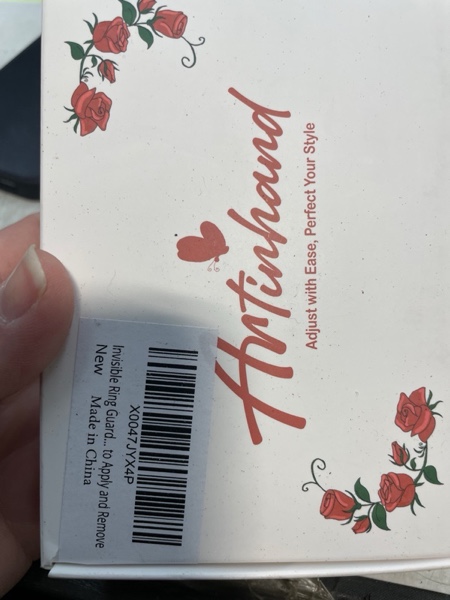 Artinhand
Adjust with Ease, Perfect Your Style
X0047JYX4P
Invisible Ring Guard... to Apply and Remove
New
Made in China